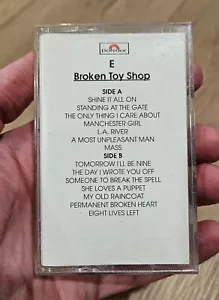 polydor
E
Broken Toy Shop
SIDE A
SHINE IT ALL ON
STANDING AT THE GATE
THE ONLY THING I CARE ABOUT
MANCHESTER GIRL
L.A. RIVER
A MOST UNPLEASANT MAN
MASS
SIDE B
TOMORROW I'LL BE NINE
THE DAY I WROTE YOU OFF
SOMEONE TO BREAK THE SPELL
SHE LOVES A PUPPET
MY OLD RAINCOAT
PERMANENT BROKEN HEART
EIGHT LIVES LEFT